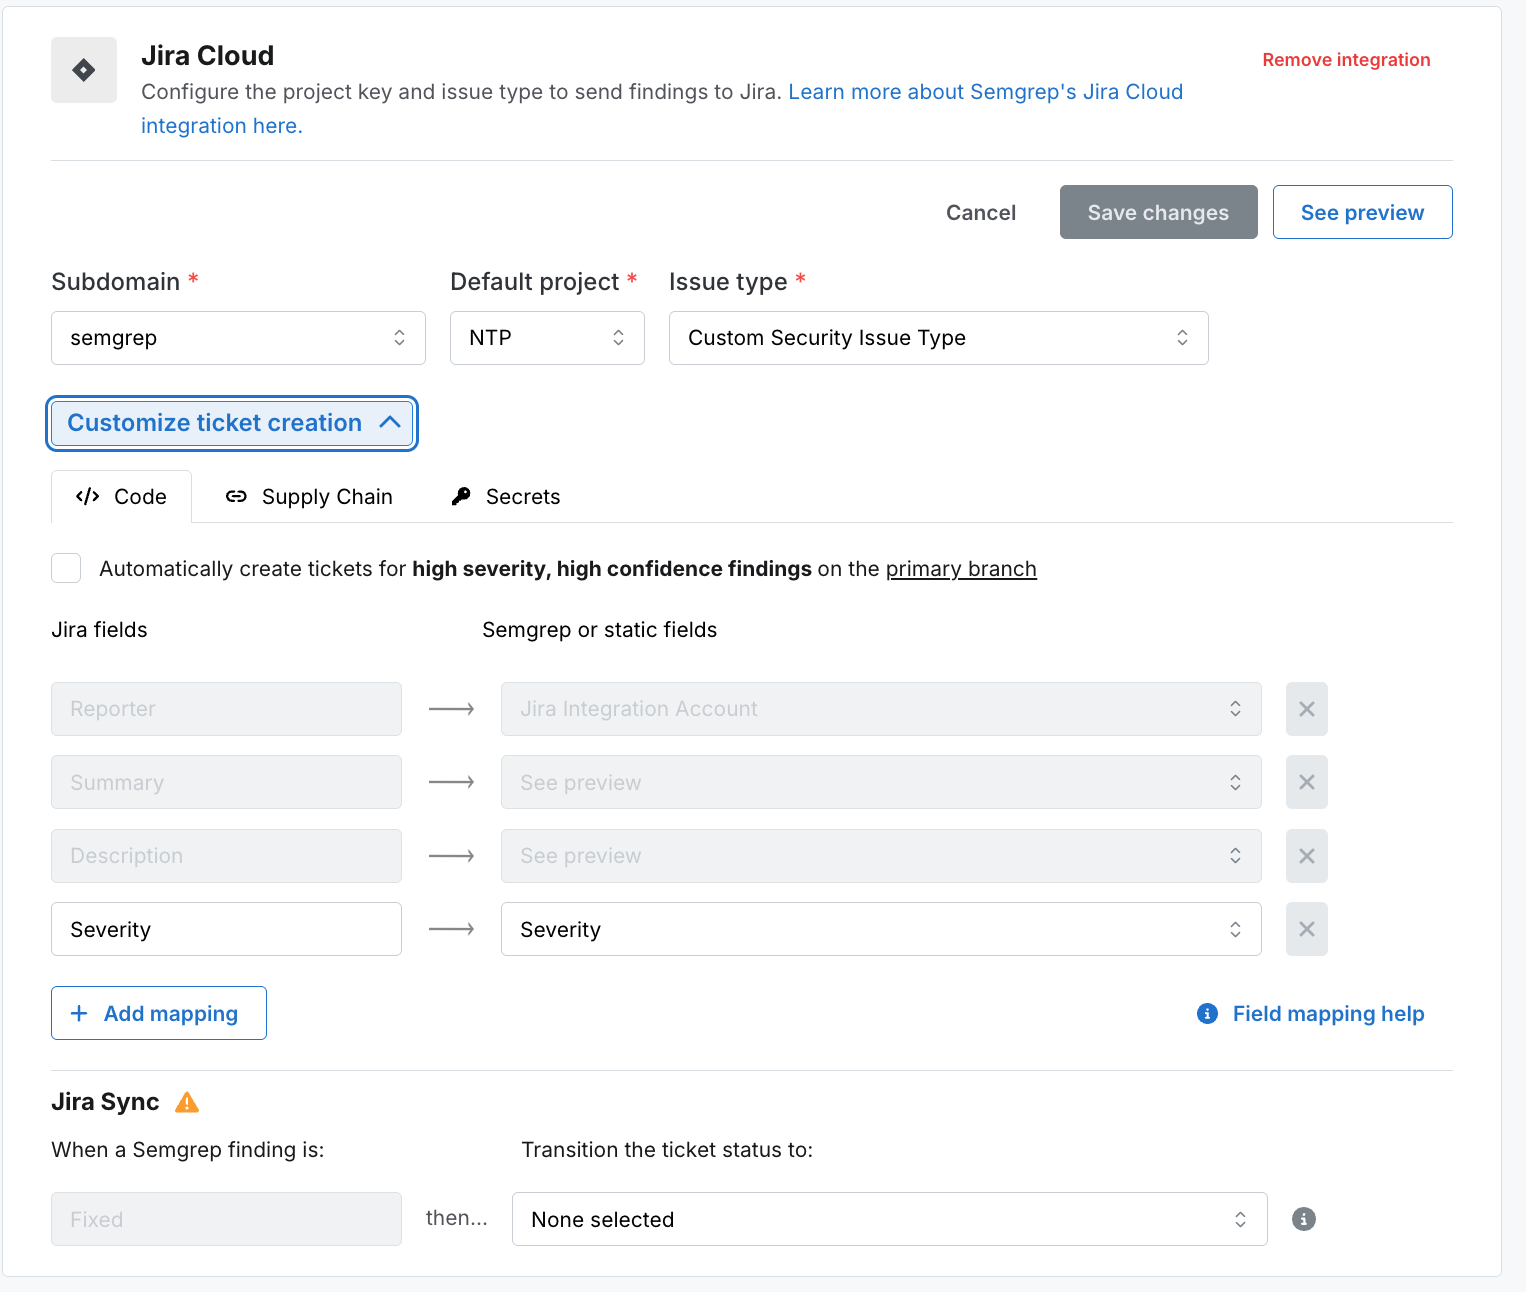 Jira Cloud
Remove integration
Configure the project key and issue type to send findings to Jira. Learn more about Semgrep's Jira Cloud
integration here.
Cancel
Save changes
See preview
Subdomain *
Default project *
Issue type *
semgrep
NTP
Custom Security Issue Type
Customize ticket creation
</> Code
Supply Chain
Secrets
Automatically create tickets for high severity, high confidence findings on the primary branch
Jira fields
Semgrep or static fields
Reporter
Jira Integration Account
Summary
See preview
Description
See preview
Severity
Severity
+ Add mapping
Field mapping help
Jira Sync
When a Semgrep finding is:
Transition the ticket status to:
Fixed
then...
None selected